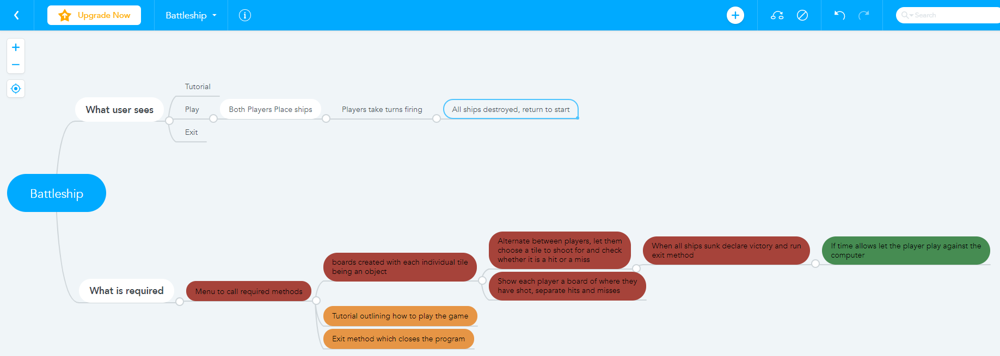 Upgrade Now
Battleship
Search
Tutorial
What user sees
Play
Both Players Place ships
Players take turns firing
All ships destroyed, return to start
Exit
Battleship
What is required
Menu to call required methods
boards created with each individual tile
being an object
Alternate between players, let them
choose a tile to shoot for and check
whether it is a hit or a miss
When all ships sunk declare victory and run
exit method
If time allows let the player play against the
computer
Show each player a board of where they
have shot, separate hits and misses
Tutorial outlining how to play the game
Exit method which closes the program